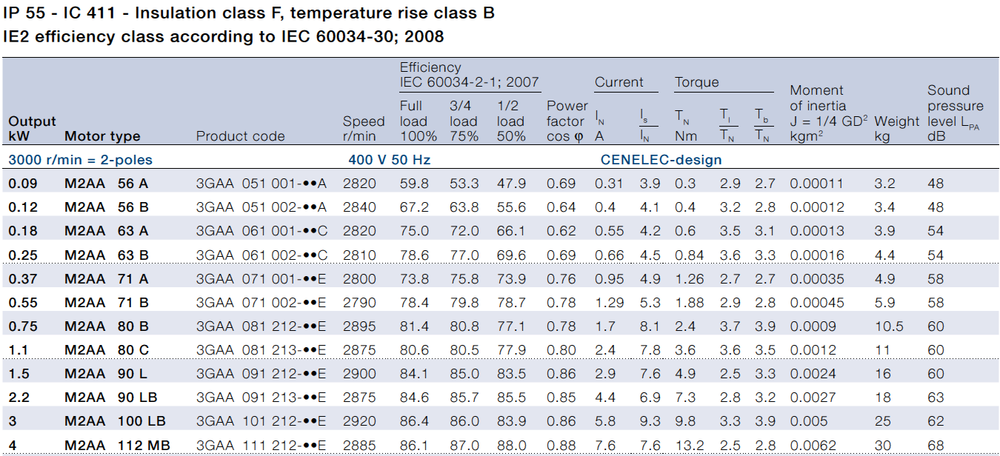 IP 55 - IC 411 - Insulation class F, temperature rise class B
IE2 efficiency class according to IEC 60034-30; 2008
Efficiency
IEC 60034-2-1; 2007 Current Torque
Output kW Motor type Product code Speed r/min Full load 100% 3/4 load 75% 1/2 load 50% Power factor cos φ I_N A I_s/I_N T_N Nm T_l/T_N T_b/T_N Moment of inertia J = 1/4 GD² kgm² Weight kg Sound pressure level L_PA dB
3000 r/min = 2-poles 400 V 50 Hz CENELEC-design
0.09 M2AA 56 A 3GAA 051 001-••A 2820 59.8 53.3 47.9 0.69 0.31 3.9 0.3 2.9 2.7 0.00011 3.2 48
0.12 M2AA 56 B 3GAA 051 002-••A 2840 67.2 63.8 55.6 0.64 0.4 4.1 0.4 3.2 2.8 0.00012 3.4 48
0.18 M2AA 63 A 3GAA 061 001-••C 2820 75.0 72.0 66.1 0.62 0.55 4.2 0.6 3.5 3.1 0.00013 3.9 54
0.25 M2AA 63 B 3GAA 061 002-••C 2810 78.6 77.0 69.6 0.69 0.66 4.5 0.84 3.6 3.3 0.00016 4.4 54
0.37 M2AA 71 A 3GAA 071 001-••E 2800 73.8 75.8 73.9 0.76 0.95 4.9 1.26 2.7 2.7 0.00035 4.9 58
0.55 M2AA 71 B 3GAA 071 002-••E 2790 78.4 79.8 78.7 0.78 1.29 5.3 1.88 2.9 2.8 0.00045 5.9 58
0.75 M2AA 80 B 3GAA 081 212-••E 2895 81.4 80.8 77.1 0.78 1.7 8.1 2.4 3.7 3.9 0.0009 10.5 60
1.1 M2AA 80 C 3GAA 081 213-••E 2875 80.6 80.5 77.9 0.80 2.4 7.8 3.6 3.6 3.5 0.0012 11 60
1.5 M2AA 90 L 3GAA 091 212-••E 2900 84.1 85.0 83.5 0.86 2.9 7.6 4.9 2.5 3.3 0.0024 16 60
2.2 M2AA 90 LB 3GAA 091 213-••E 2875 84.6 85.7 85.5 0.85 4.4 6.9 7.3 2.8 3.2 0.0027 18 63
3 M2AA 100 LB 3GAA 101 212-••E 2920 86.4 86.0 83.9 0.86 5.8 9.3 9.8 3.3 3.9 0.005 25 62
4 M2AA 112 MB 3GAA 111 212-••E 2885 86.1 87.0 88.0 0.88 7.6 7.6 13.2 2.5 2.8 0.0062 30 68